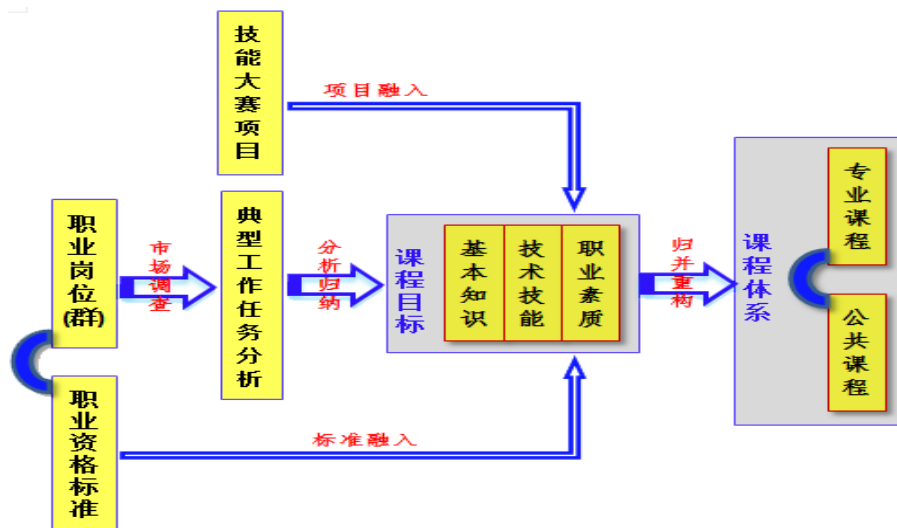 技能大赛项目
项目融入
职业岗位(群)
市场调查
典型工作任务分析
分析归纳
课程目标
基本知识
技术技能
职业素质
归并重构
课程体系
专业课程
公共课程
职业资格标准
标准融入